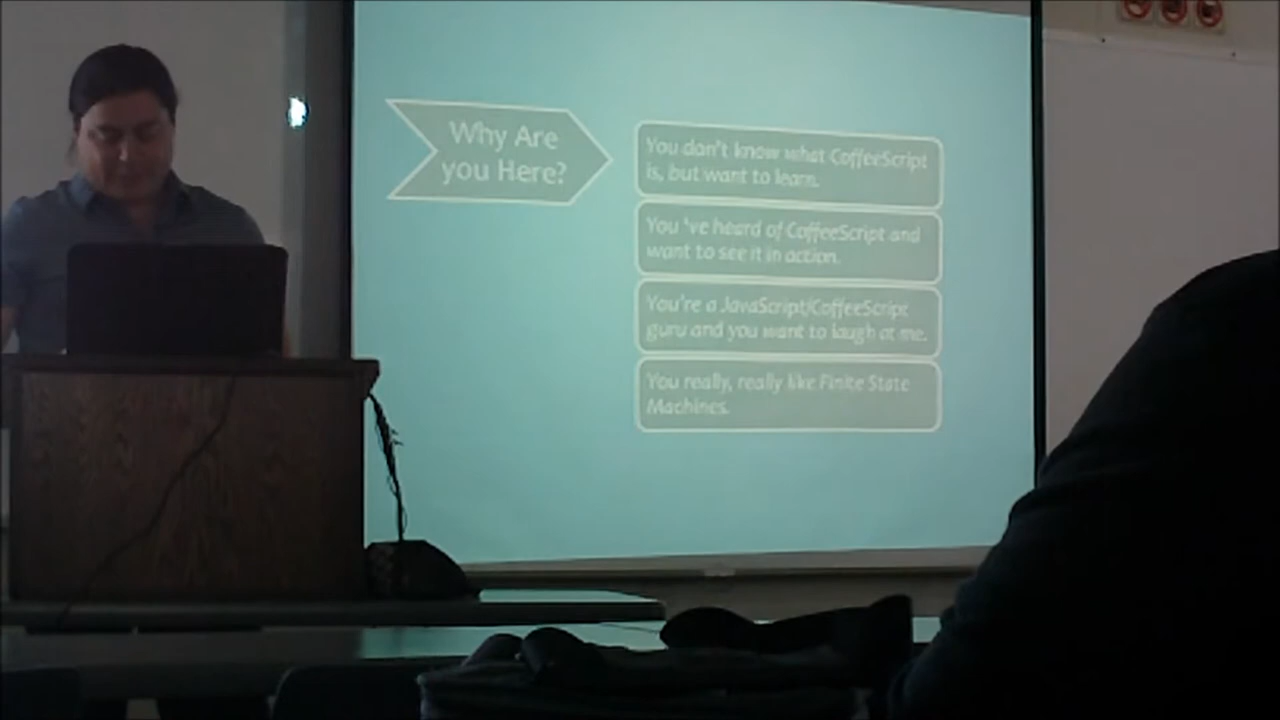 Why Are
you Here?
You don't know what CoffeeScript
is, but want to learn.
You 've heard of CoffeeScript and
want to see it in action.
You're a JavaScript/CoffeeScript
guru and you want to laugh at me.
You really, really like Finite State
Machines.